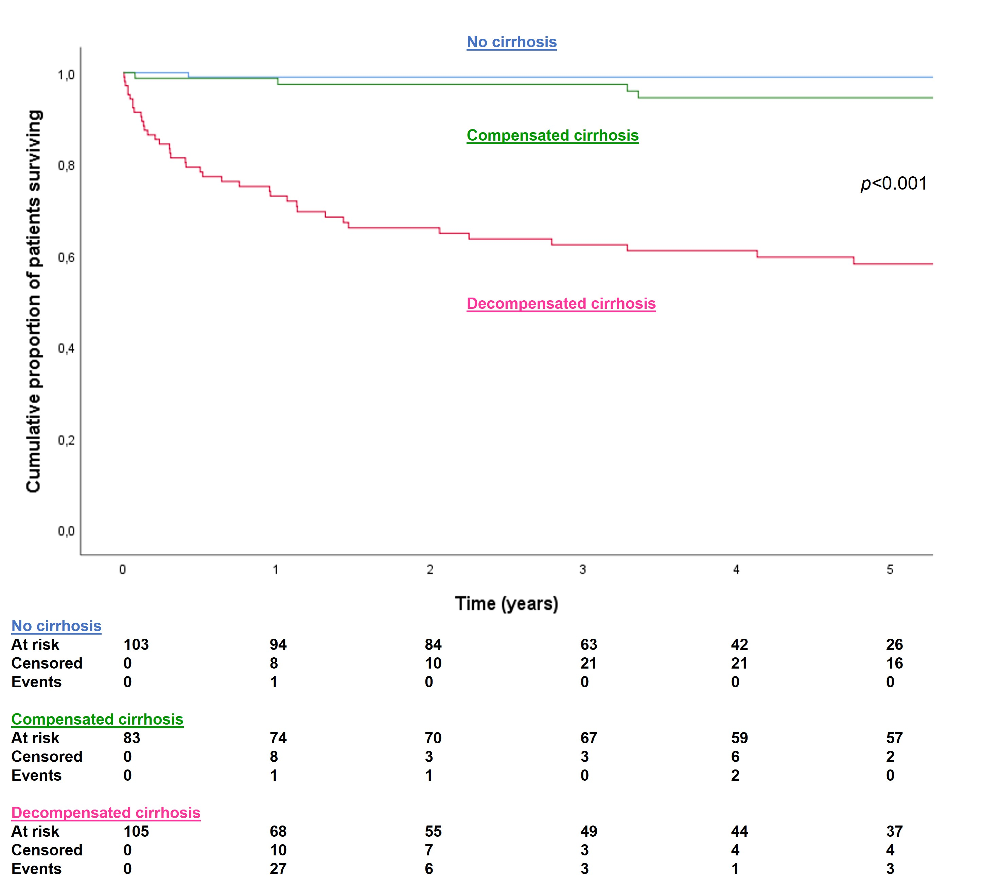 No cirrhosis
1,0
Compensated cirrhosis
0,8
p<0.001
0,6
Decompensated cirrhosis
0,4
0,2
0,0
Cumulative proportion of patients surviving
0 1 2 3 4 5
Time (years)
No cirrhosis
At risk 103 94 84 63 42 26
Censored 0 8 10 21 21 16
Events 0 1 0 0 0 0
Compensated cirrhosis
At risk 83 74 70 67 59 57
Censored 0 8 3 3 6 2
Events 0 1 1 0 2 0
Decompensated cirrhosis
At risk 105 68 55 49 44 37
Censored 0 10 7 3 4 4
Events 0 27 6 3 1 3